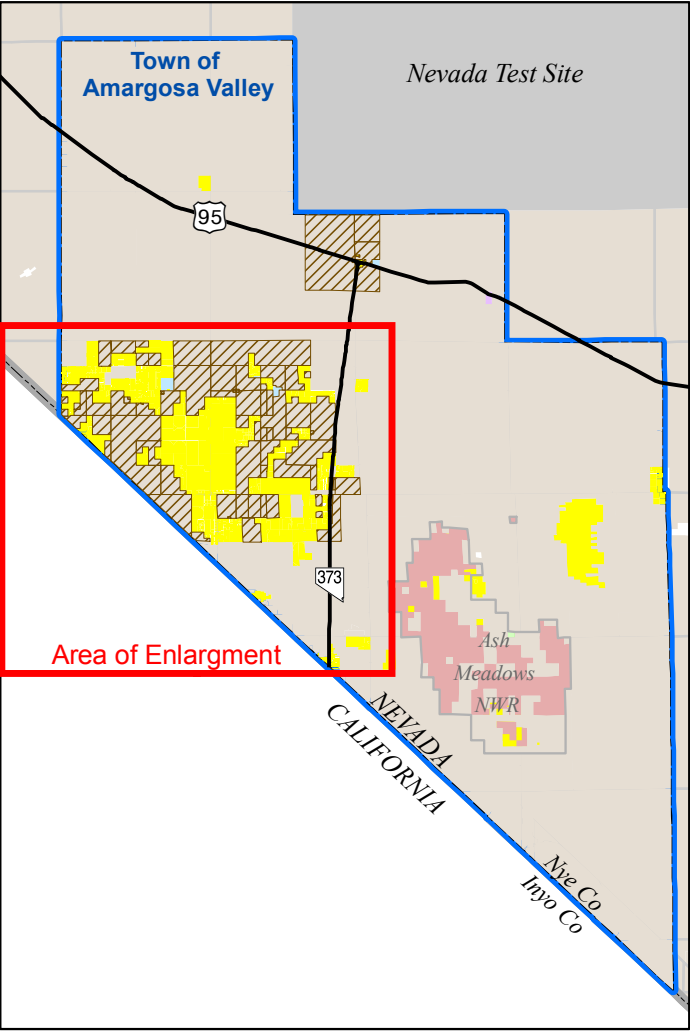 Town of
Amargosa Valley
Nevada Test Site
95
373
Area of Enlargment
Ash
Meadows
NWR
NEVADA
CALIFORNIA
Nye Co
Inyo Co